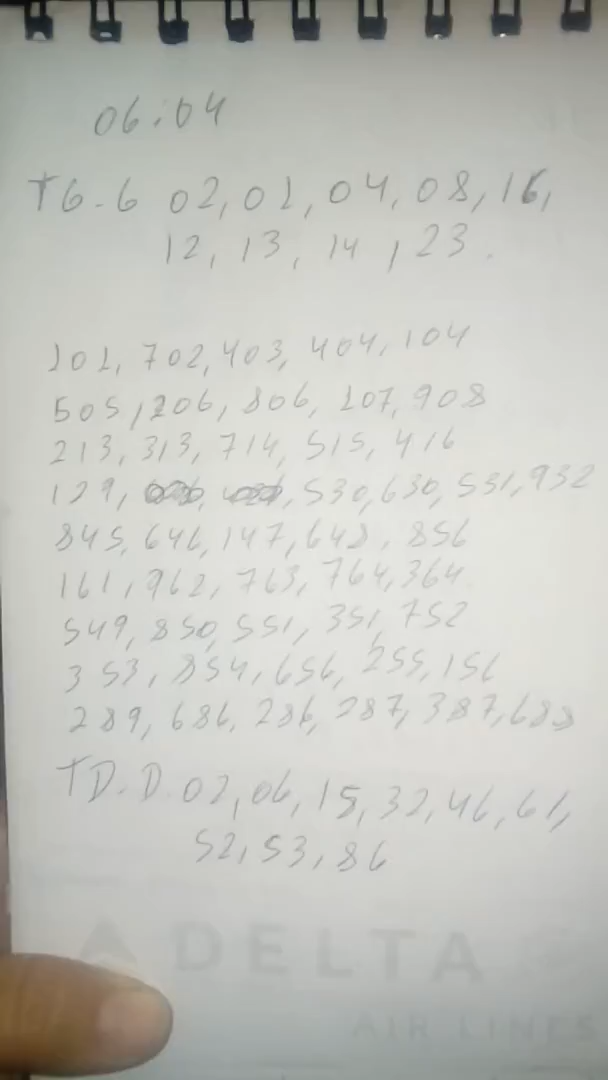 06.04
TG-6 02, 01, 04, 08, 16,
12, 13, 14, 23.
101, 702, 403, 404, 104
505, 206, 806, 207, 908
213, 313, 714, 515, 416
129, 530, 630, 531, 932
845, 646, 147, 648, 856
161, 962, 763, 764, 364
549, 850, 551, 351, 752
353, 854, 656, 255, 156
289, 686, 286, 287, 387, 688
TD.D. 02, 06, 15, 32, 46, 61,
52, 53, 86
DELTA
AIR LINES